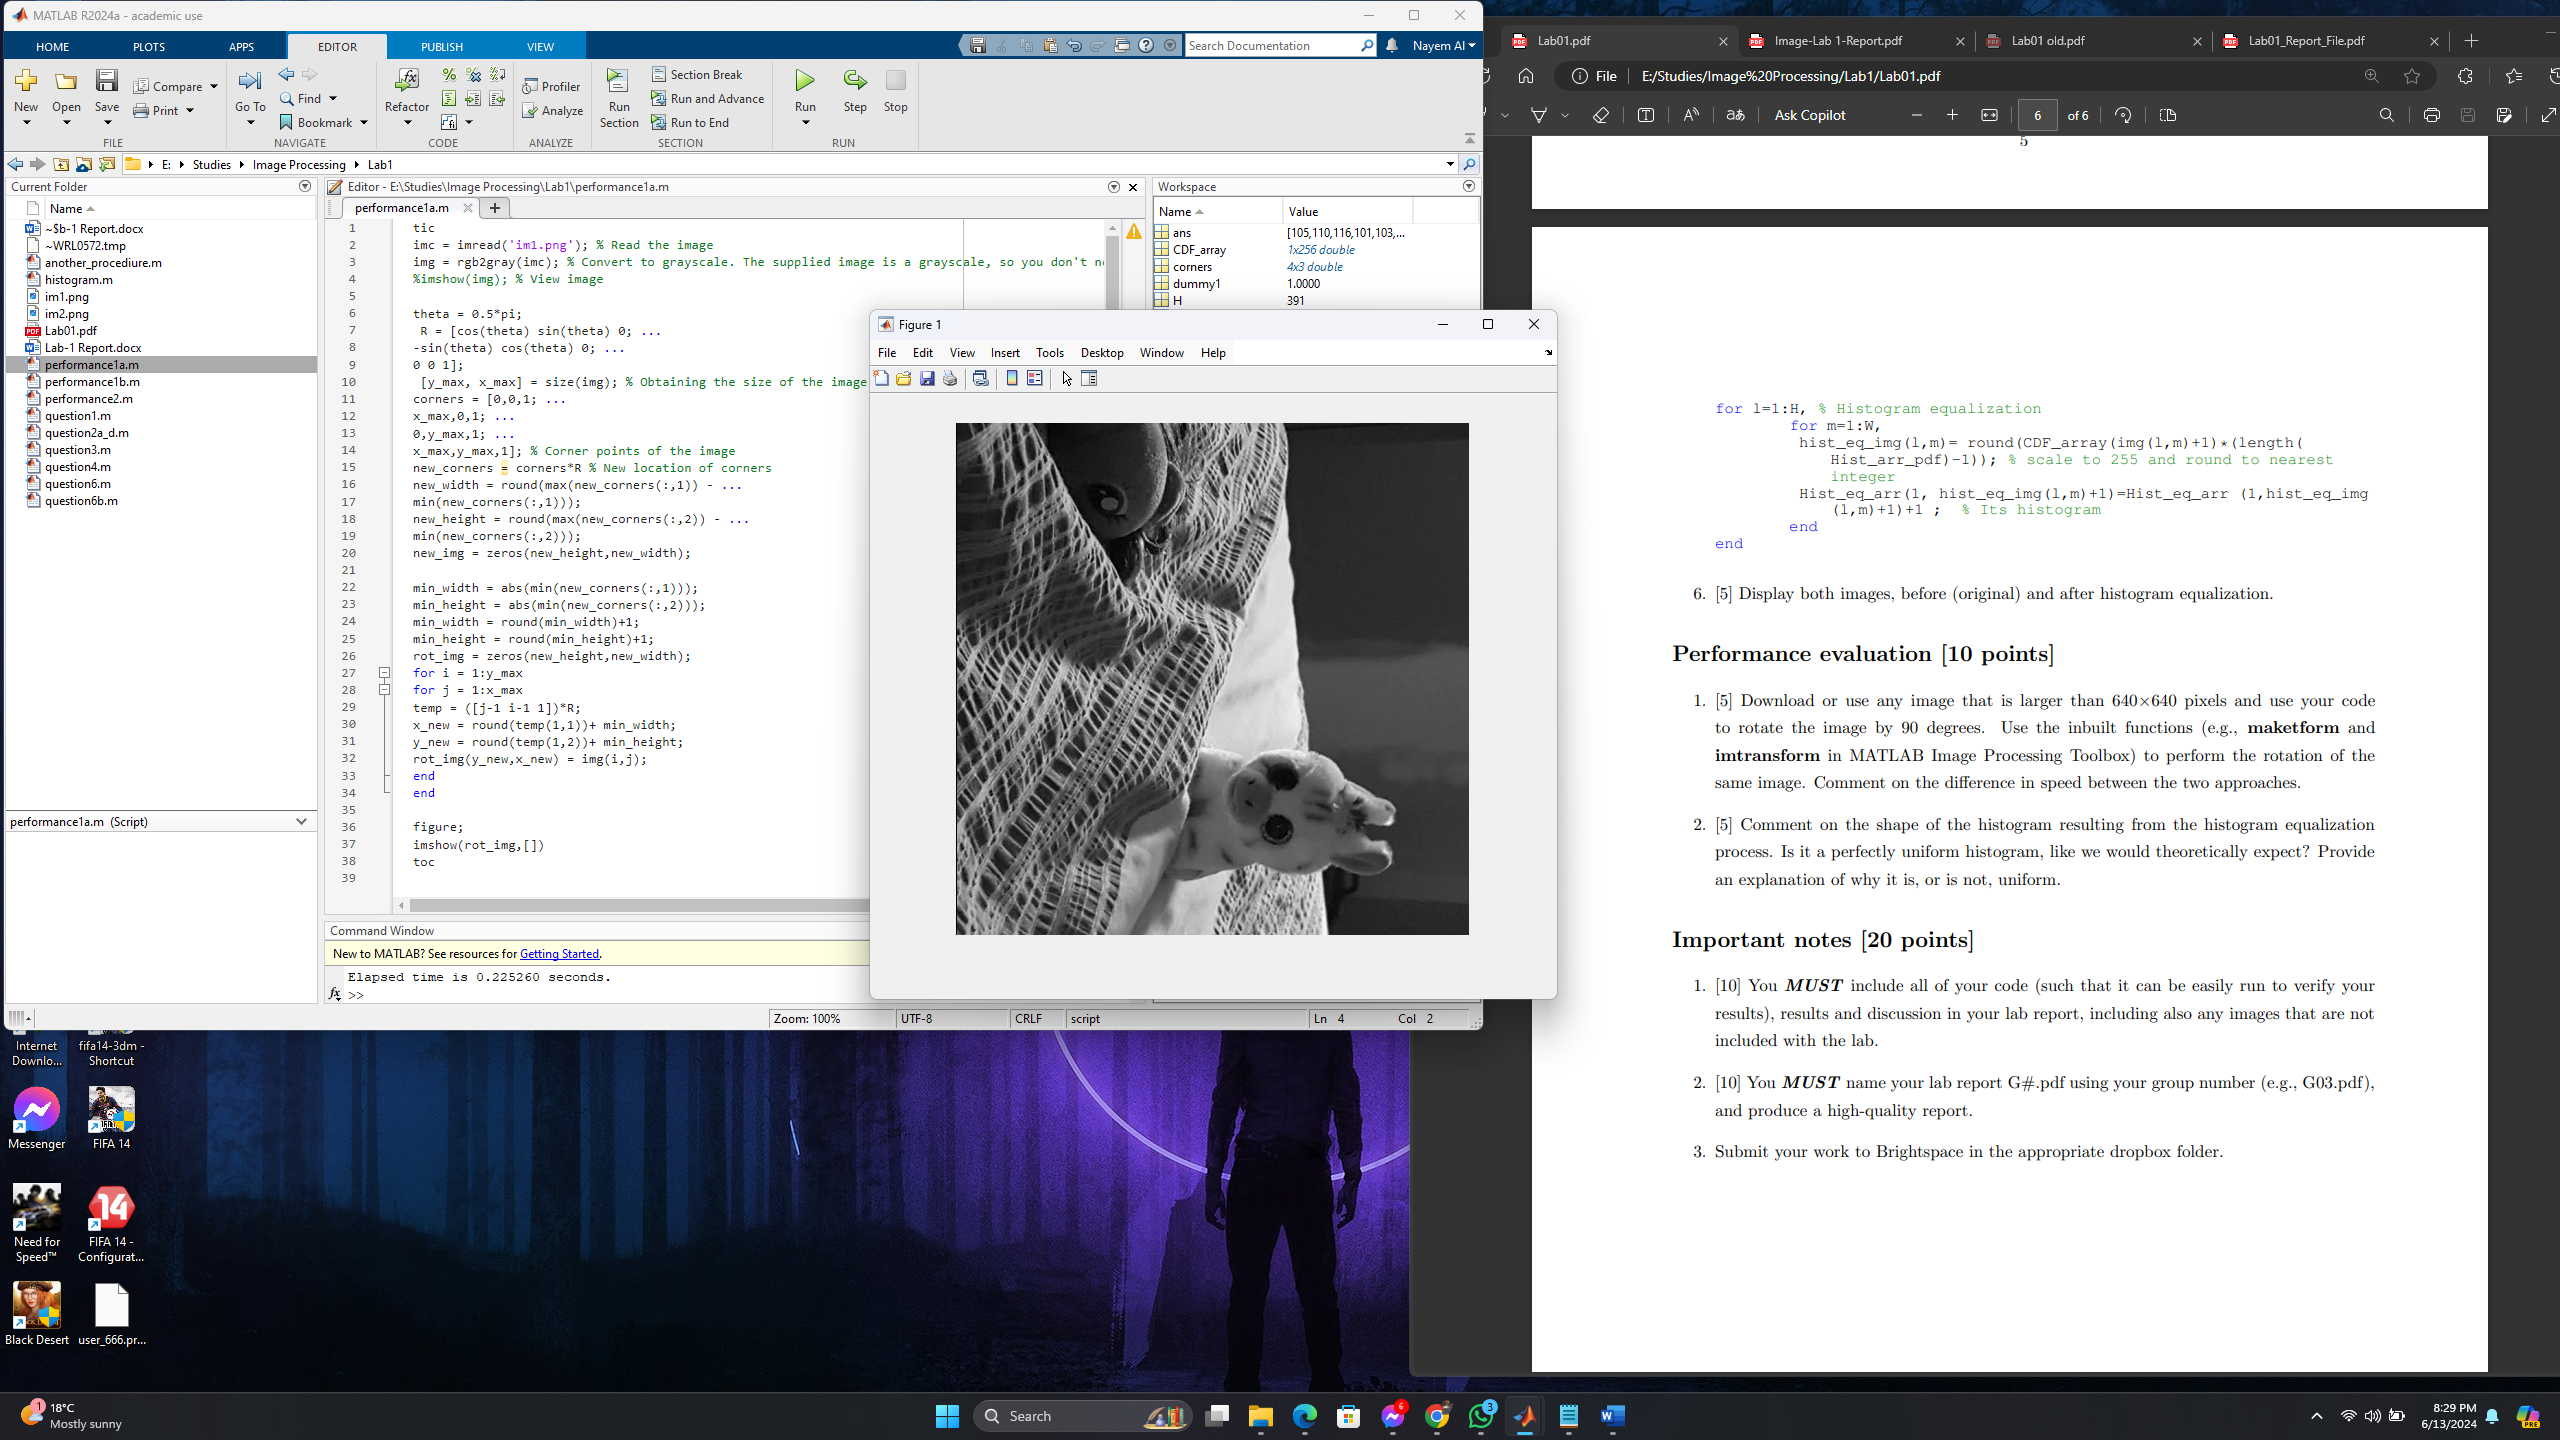 MATLAB R2024a - academic use
HOME PLOTS APPS EDITOR PUBLISH VIEW
Search Documentation
Nayem Al
New Open Save Compare Print
FILE
Go To Find Bookmark
NAVIGATE
Refactor
CODE
Profiler
Analyze
ANALYZE
Run Section
Section Break
Run and Advance
Run to End
SECTION
Run Step Stop
RUN
E: Studies Image Processing Lab1
Current Folder
Name
~$b-1 Report.docx
~WRL0572.tmp
another_procediure.m
histogram.m
im1.png
im2.png
Lab01.pdf
Lab-1 Report.docx
performance1a.m
performance1b.m
performance2.m
question1.m
question2a_d.m
question3.m
question4.m
question6.m
question6b.m
performance1a.m (Script)
Editor - E:\Studies\Image Processing\Lab1\performance1a.m
performance1a.m
1 tic
2 imc = imread('im1.png'); % Read the image
3 img = rgb2gray(imc); % Convert to grayscale. The supplied image is a grayscale, so you don't n
4 %imshow(img); % View image
5
6 theta = 0.5*pi;
7 R = [cos(theta) sin(theta) 0; ...
8 -sin(theta) cos(theta) 0; ...
9 0 0 1];
10 [y_max, x_max] = size(img); % Obtaining the size of the image
11 corners = [0,0,1; ...
12 x_max,0,1; ...
13 0,y_max,1; ...
14 x_max,y_max,1]; % Corner points of the image
15 new_corners = corners*R % New location of corners
16 new_width = round(max(new_corners(:,1)) - ...
17 min(new_corners(:,1)));
18 new_height = round(max(new_corners(:,2)) - ...
19 min(new_corners(:,2)));
20 new_img = zeros(new_height,new_width);
21
22 min_width = abs(min(new_corners(:,1)));
23 min_height = abs(min(new_corners(:,2)));
24 min_width = round(min_width)+1;
25 min_height = round(min_height)+1;
26 rot_img = zeros(new_height,new_width);
27 for i = 1:y_max
28 for j = 1:x_max
29 temp = ([j-1 i-1 1])*R;
30 x_new = round(temp(1,1))+ min_width;
31 y_new = round(temp(1,2))+ min_height;
32 rot_img(y_new,x_new) = img(i,j);
33 end
34 end
35
36 figure;
37 imshow(rot_img,[])
38 toc
39
Command Window
New to MATLAB? See resources for Getting Started.
Elapsed time is 0.225260 seconds.
fx >>
Workspace
Name Value
ans [105,110,116,101,103,...
CDF_array 1x256 double
corners 4x3 double
dummy1 1.0000
H 391
Figure 1
File Edit View Insert Tools Desktop Window Help
Zoom: 100% UTF-8 CRLF script Ln 4 Col 2
Lab01.pdf
Image-Lab 1-Report.pdf
Lab01 old.pdf
Lab01_Report_File.pdf
File E:/Studies/Image%20Processing/Lab1/Lab01.pdf
Ask Copilot
6 of 6
5
for l=1:H, % Histogram equalization
for m=1:W,
hist_eq_img(l,m)= round(CDF_array(img(l,m)+1)*(length(
Hist_arr_pdf)-1)); % scale to 255 and round to nearest
integer
Hist_eq_arr(1, hist_eq_img(l,m)+1)=Hist_eq_arr (1,hist_eq_img
(l,m)+1)+1 ; % Its histogram
end
end
6. [5] Display both images, before (original) and after histogram equalization.
Performance evaluation [10 points]
1. [5] Download or use any image that is larger than 640×640 pixels and use your code
to rotate the image by 90 degrees. Use the inbuilt functions (e.g., maketform and
imtransform in MATLAB Image Processing Toolbox) to perform the rotation of the
same image. Comment on the difference in speed between the two approaches.
2. [5] Comment on the shape of the histogram resulting from the histogram equalization
process. Is it a perfectly uniform histogram, like we would theoretically expect? Provide
an explanation of why it is, or is not, uniform.
Important notes [20 points]
1. [10] You MUST include all of your code (such that it can be easily run to verify your
results), results and discussion in your lab report, including also any images that are not
included with the lab.
2. [10] You MUST name your lab report G#.pdf using your group number (e.g., G03.pdf),
and produce a high-quality report.
3. Submit your work to Brightspace in the appropriate dropbox folder.
Internet Downlo...
fifa14-3dm - Shortcut
Messenger
FIFA 14
Need for Speed™
FIFA 14 - Configurat...
Black Desert
user_666.pr...
1
18°C
Mostly sunny
Search
6
3
8:29 PM
6/13/2024